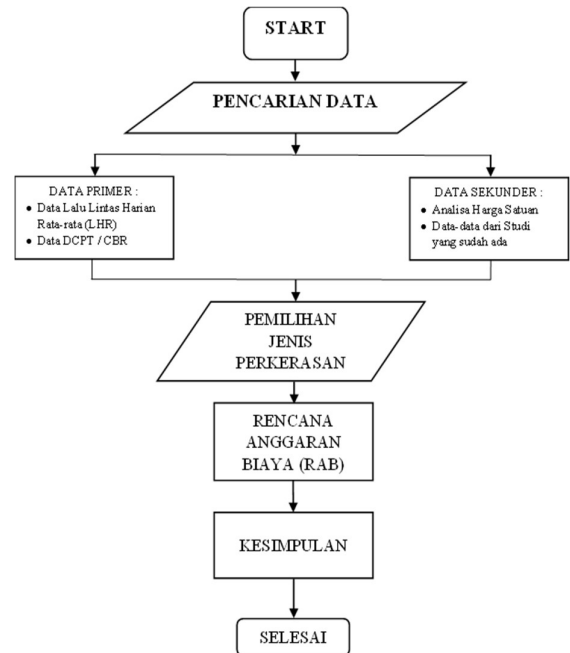 START
PENCARIAN DATA
DATA PRIMER :
• Data Lalu Lintas Harian
Rata-rata (LHR)
• Data DCPT / CBR
DATA SEKUNDER :
• Analisa Harga Satuan
• Data-data dari Studi
yang sudah ada
PEMILIHAN
JENIS
PERKERASAN
RENCANA
ANGGARAN
BIAYA (RAB)
KESIMPULAN
SELESAI